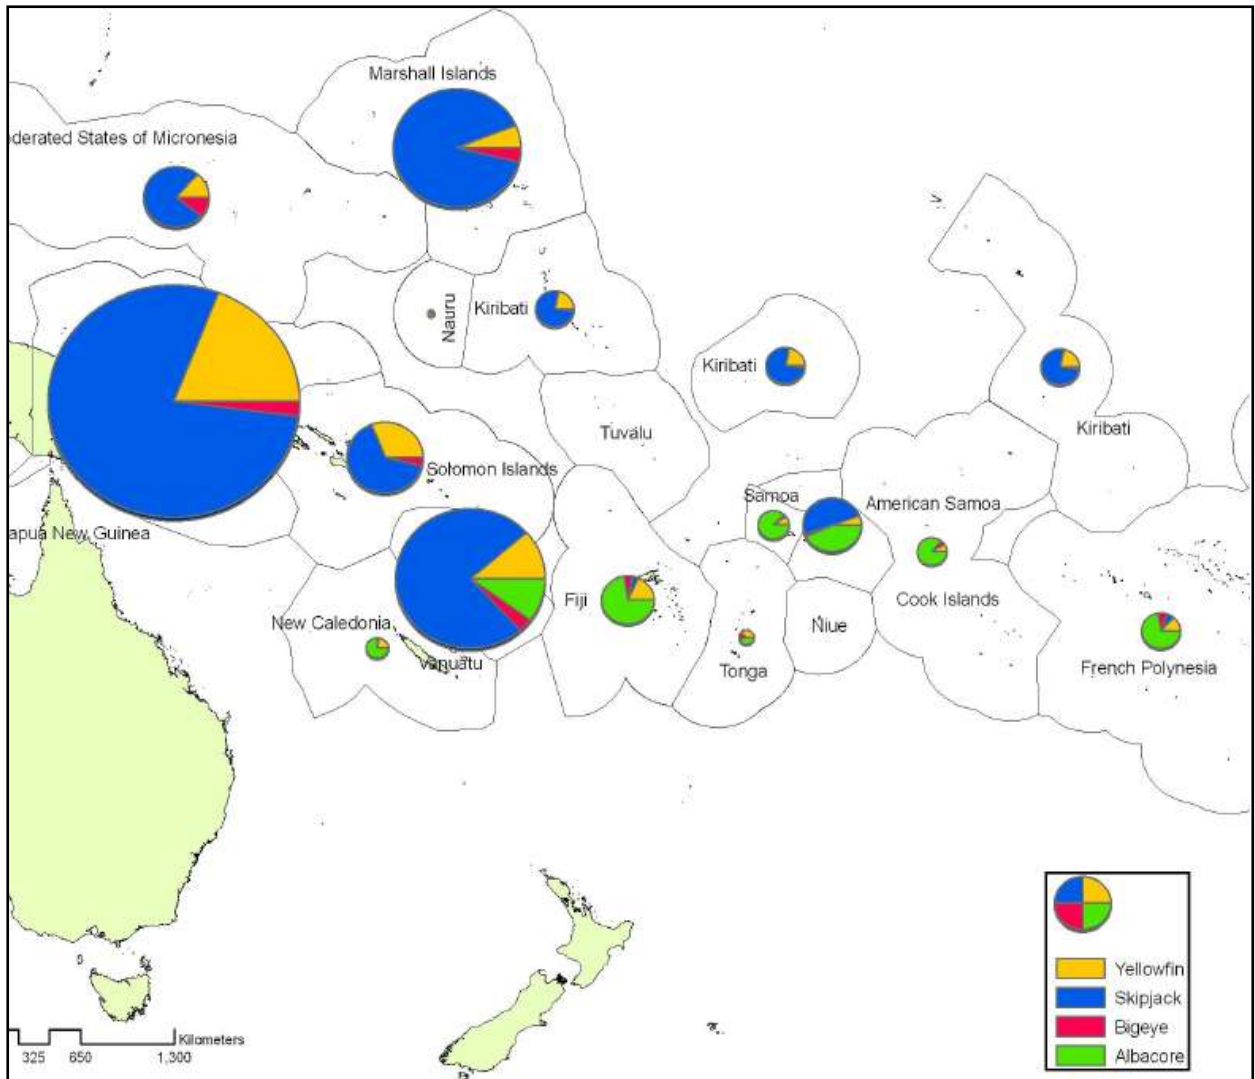 Marshall Islands
derated States of Micronesia
Nauru
Kiribati
Kiribati
Kiribati
Tuvalu
Solomon Islands
Samoa
American Samoa
apua New Guinea
Fiji
Cook Islands
New Caledonia
Niue
Vanuatu
Tonga
French Polynesia
Yellowfin
Skipjack
Bigeye
Albacore
Kilometers
325 650 1,300